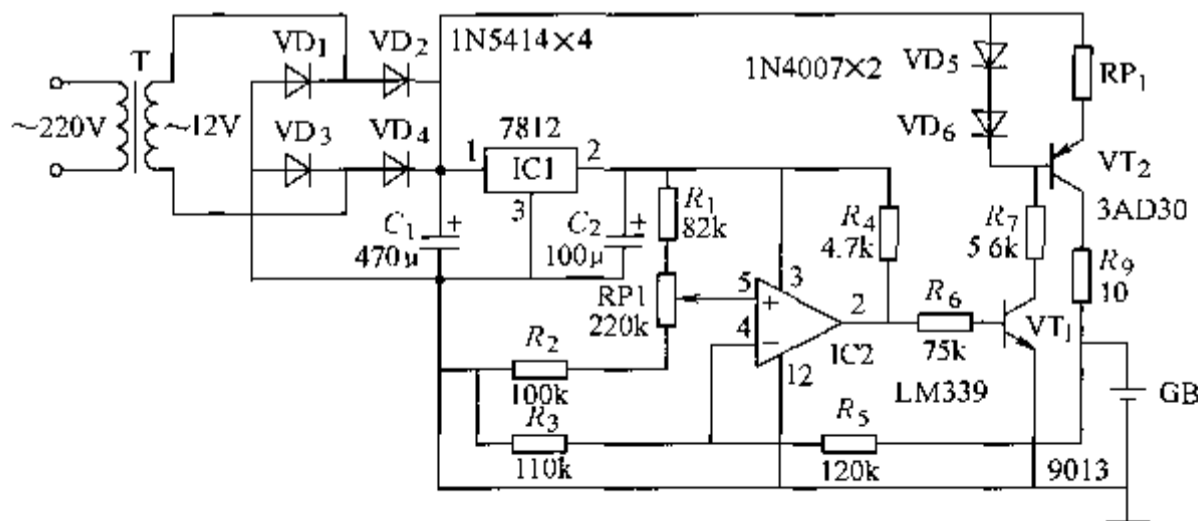 1N5414×4
VD₁
VD₂
T
1N4007×2
VD₅
RP₁
~220V
~12V
VD₃
VD₄
7812
VD₆
1
IC1
2
3
VT₂
3AD30
C₁
+
470μ
C₂
+
100μ
R₁
82k
R₄
4.7k
R₇
5.6k
R₉
10
RP1
220k
5
+
3
4
−
2
12
IC2
R₆
75k
VT₁
R₂
100k
LM339
GB
R₃
110k
R₅
120k
9013